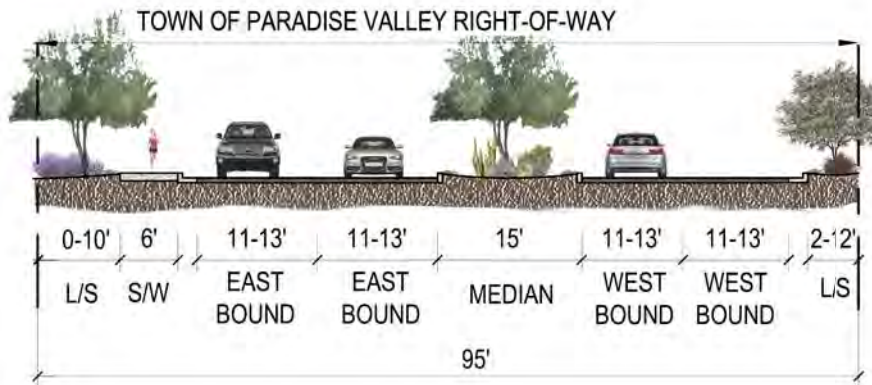 TOWN OF PARADISE VALLEY RIGHT-OF-WAY
0-10' 6' 11-13' 11-13' 15' 11-13' 11-13' 2-12'
L/S S/W EAST BOUND EAST BOUND MEDIAN WEST BOUND WEST BOUND L/S
95'